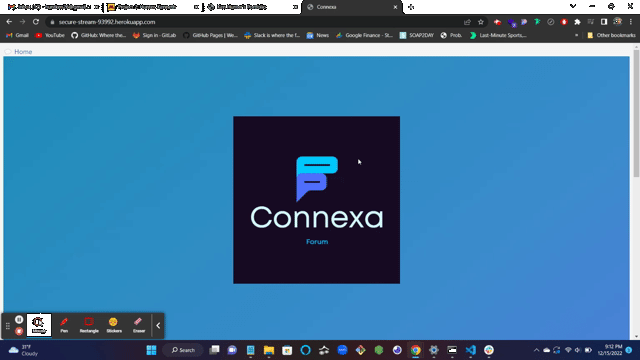 Connexa
secure-stream-93992.herokuapp.com
Gmail YouTube GitHub: Where the... Sign in · GitLab GitHub Pages | We... Slack is where the f... News Google Finance - St... SOAP2DAY Prob. Last-Minute Sports,... » Other bookmarks
Home
Connexa
Forum
Pen Rectangle Stickers Eraser
31°F
Cloudy
Search
9:12 PM
12/15/2022